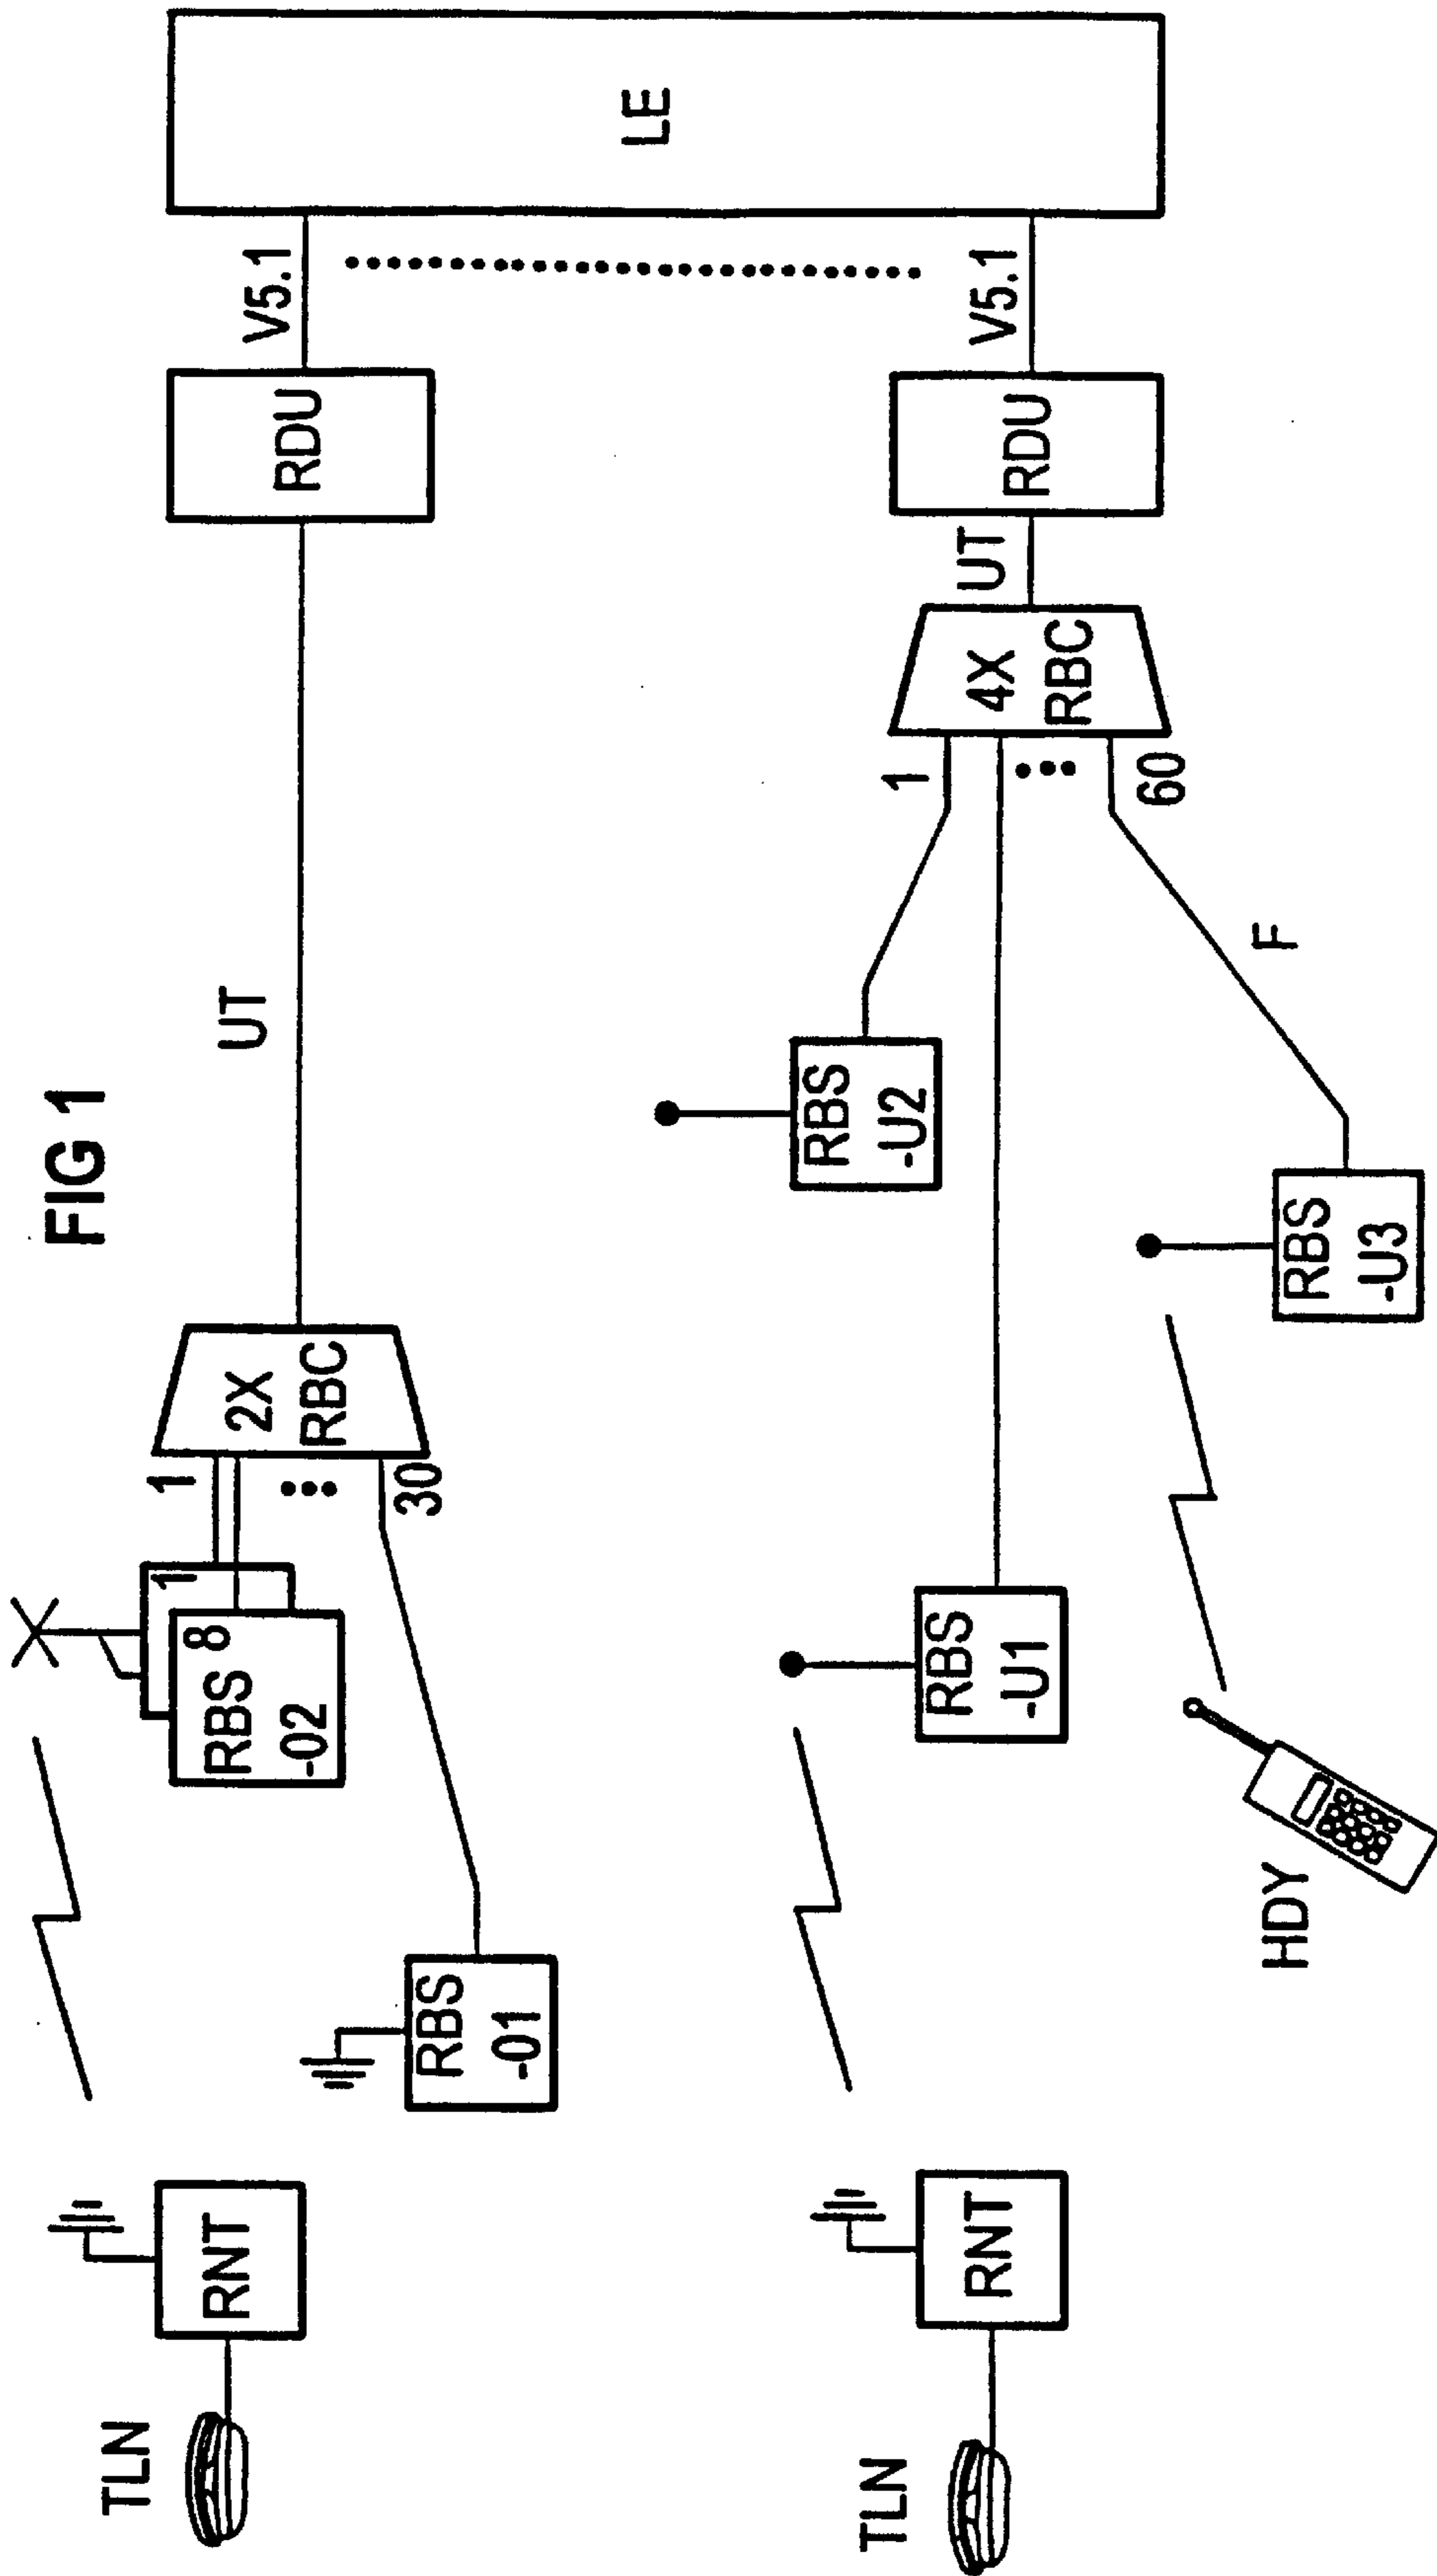 FIG 1
TLN
RNT
RBS
-01
1
8
RBS
-02
1
30
2X
RBC
UT
RDU
V5.1
LE
TLN
RNT
RBS
-U1
RBS
-U2
HDY
RBS
-U3
F
1
60
4X
RBC
UT
RDU
V5.1